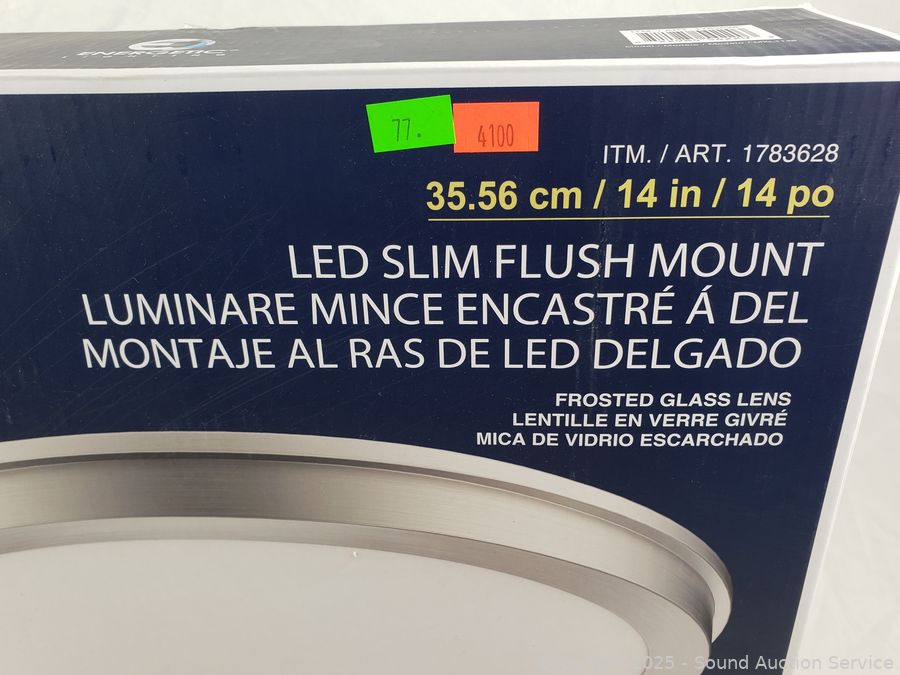 ENERGETIC
LIGHTING
77.
4100
ITM. / ART. 1783628
35.56 cm / 14 in / 14 po
LED SLIM FLUSH MOUNT
LUMINARE MINCE ENCASTRÉ Á DEL
MONTAJE AL RAS DE LED DELGADO
FROSTED GLASS LENS
LENTILLE EN VERRE GIVRÉ
MICA DE VIDRIO ESCARCHADO
2025 - Sound Auction Service